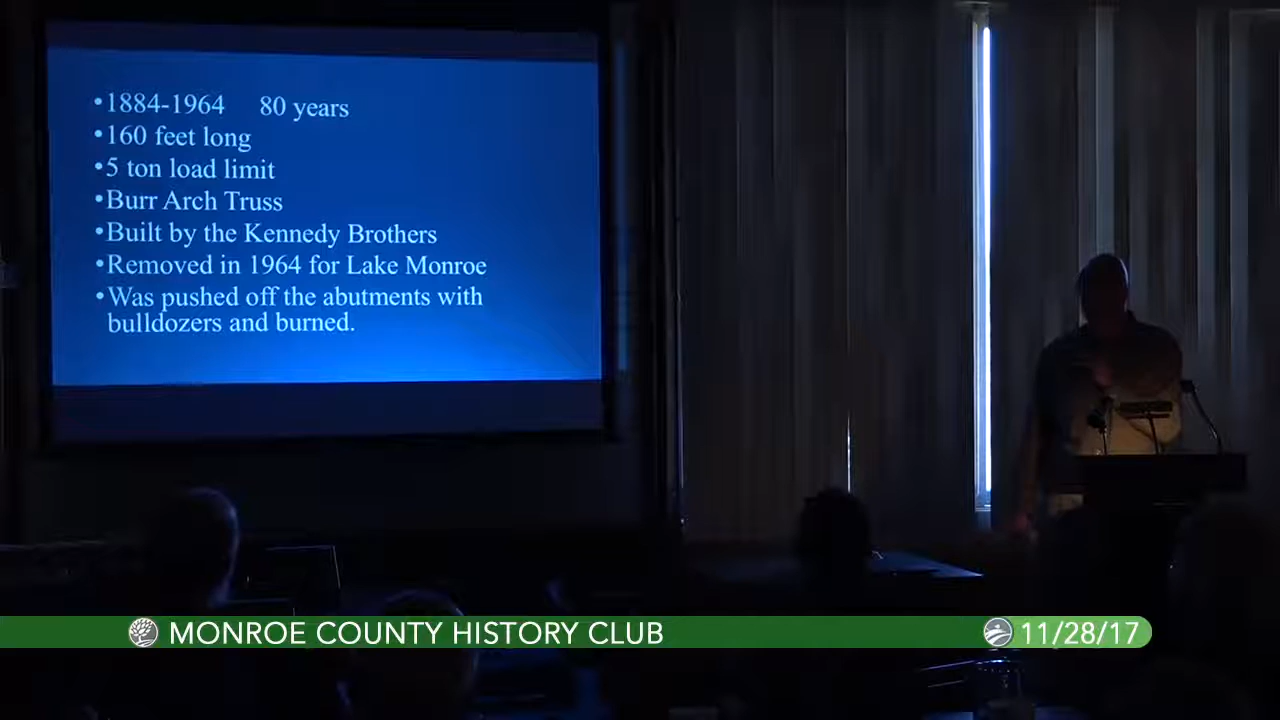 •1884-1964 80 years
•160 feet long
•5 ton load limit
•Burr Arch Truss
•Built by the Kennedy Brothers
•Removed in 1964 for Lake Monroe
•Was pushed off the abutments with
bulldozers and burned.
MONROE COUNTY HISTORY CLUB
11/28/17